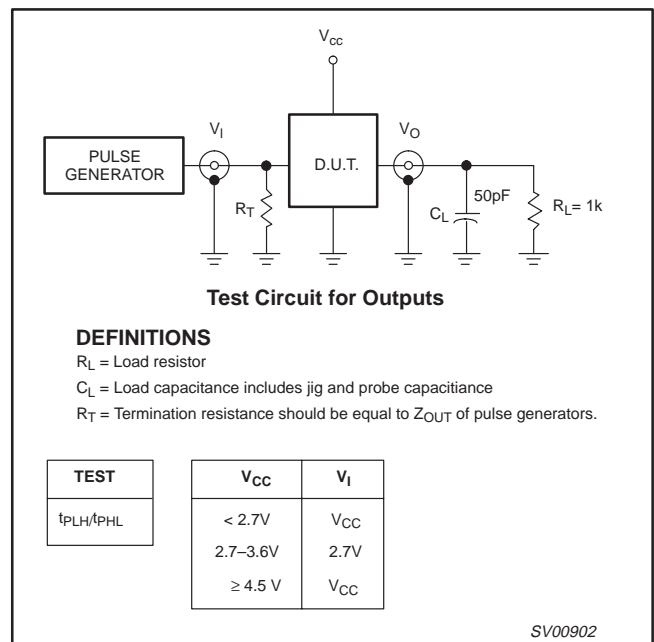 Vcc
VI
VO
PULSE
GENERATOR
D.U.T.
RT
50pF
CL
RL= 1k
Test Circuit for Outputs
DEFINITIONS
RL = Load resistor
CL = Load capacitance includes jig and probe capacitiance
RT = Termination resistance should be equal to ZOUT of pulse generators.
TEST
tPLH/tPHL
VCC VI
< 2.7V VCC
2.7–3.6V 2.7V
≥ 4.5 V VCC
SV00902